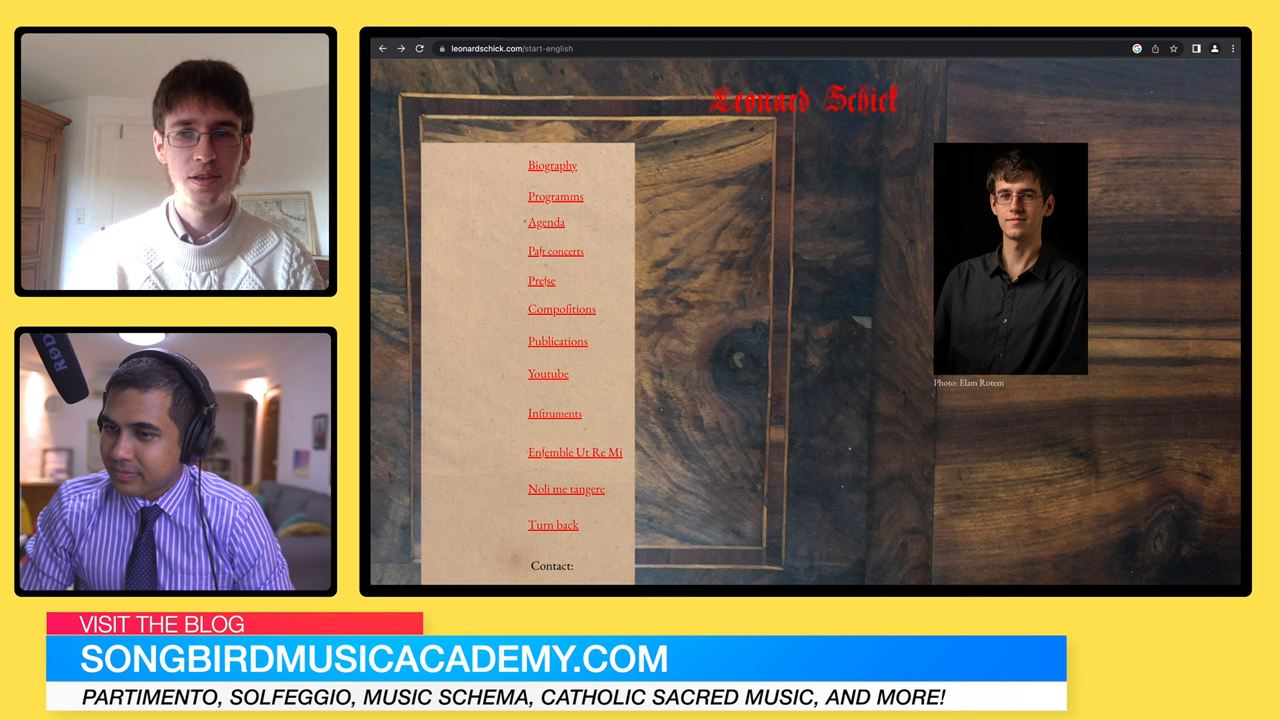 leonardschick.com/start-english
Leonard Schick
Biography
Programms
Agenda
Paſt concerts
Preſse
Compoſitions
Publications
Youtube
Inſtruments
Enſemble Ut Re Mi
Noli me tangere
Turn back
Contact:
Photo: Elam Rotem
RØDE
VISIT THE BLOG
SONGBIRDMUSICACADEMY.COM
PARTIMENTO, SOLFEGGIO, MUSIC SCHEMA, CATHOLIC SACRED MUSIC, AND MORE!